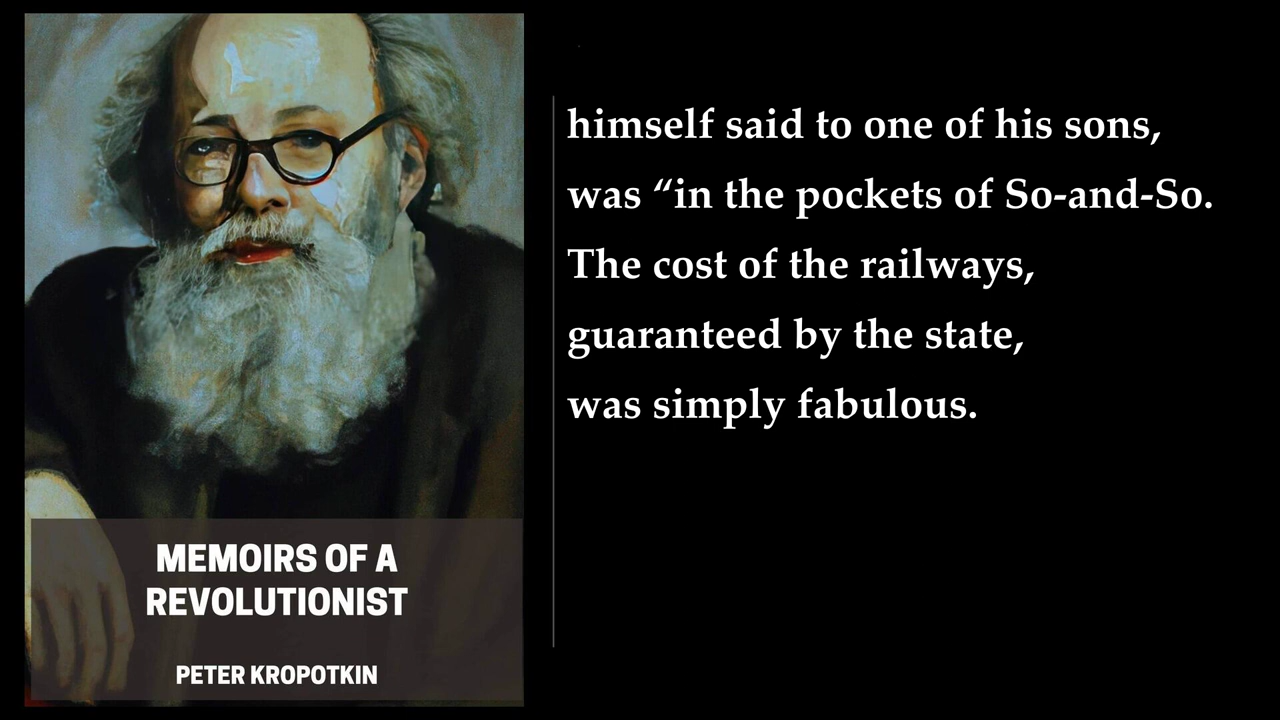 himself said to one of his sons,
was “in the pockets of So-and-So.
The cost of the railways,
guaranteed by the state,
was simply fabulous.
MEMOIRS OF A
REVOLUTIONIST
PETER KROPOTKIN